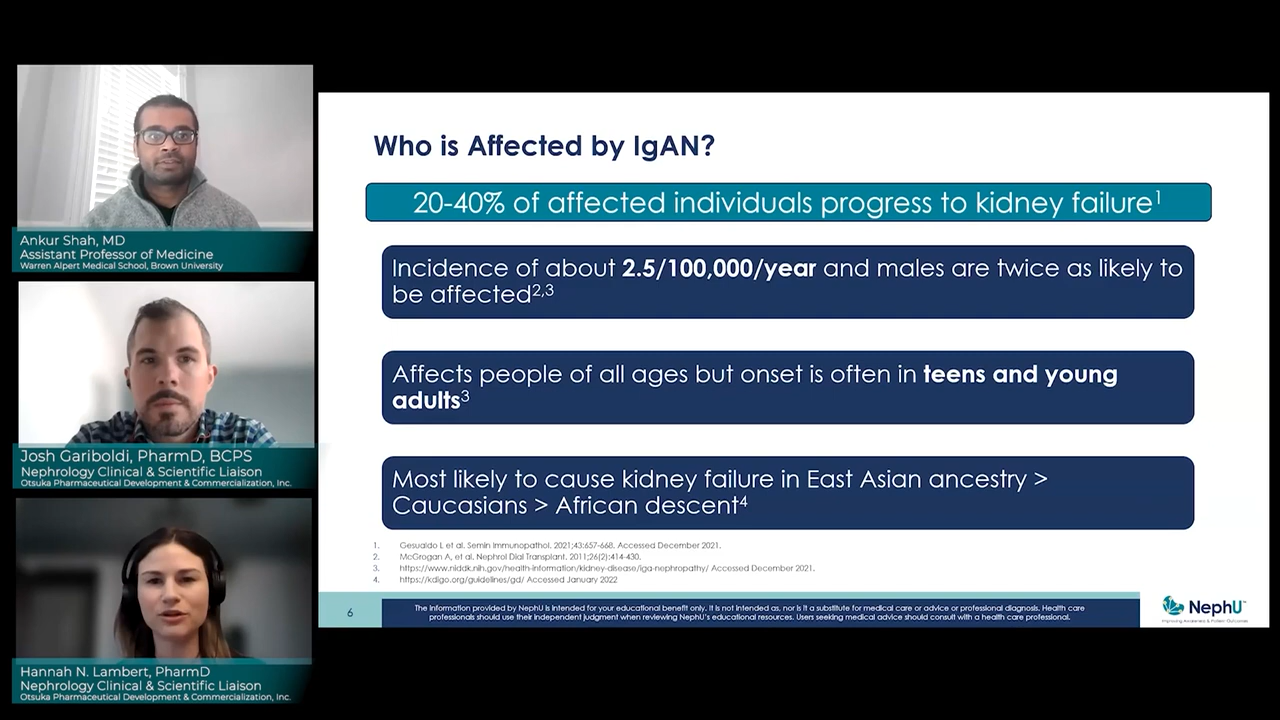 Ankur Shah, MD
Assistant Professor of Medicine
Warren Alpert Medical School, Brown University
Josh Gariboldi, PharmD, BCPS
Nephrology Clinical & Scientific Liaison
Otsuka Pharmaceutical Development & Commercialization, Inc.
Hannah N. Lambert, PharmD
Nephrology Clinical & Scientific Liaison
Otsuka Pharmaceutical Development & Commercialization, Inc.
Who is Affected by IgAN?
20-40% of affected individuals progress to kidney failure1
Incidence of about 2.5/100,000/year and males are twice as likely to
be affected2,3
Affects people of all ages but onset is often in teens and young
adults3
Most likely to cause kidney failure in East Asian ancestry >
Caucasians > African descent4
1. Gesualdo L et al. Semin Immunopathol. 2021;43:657-668. Accessed December 2021.
2. McGrogan A, et al. Nephrol Dial Transplant. 2011;26(2):414-430.
3. https://www.niddk.nih.gov/health-information/kidney-disease/iga-nephropathy/ Accessed December 2021.
4. https://kdigo.org/guidelines/gd/ Accessed January 2022
6
The information provided by NephU is intended for your educational benefit only. It is not intended as, nor is it a substitute for medical care or advice or professional diagnosis. Health care
professionals should use their independent judgment when reviewing NephU's educational resources. Users seeking medical advice should consult with a health care professional.
NephU™
Improving Awareness & Patient Outcomes